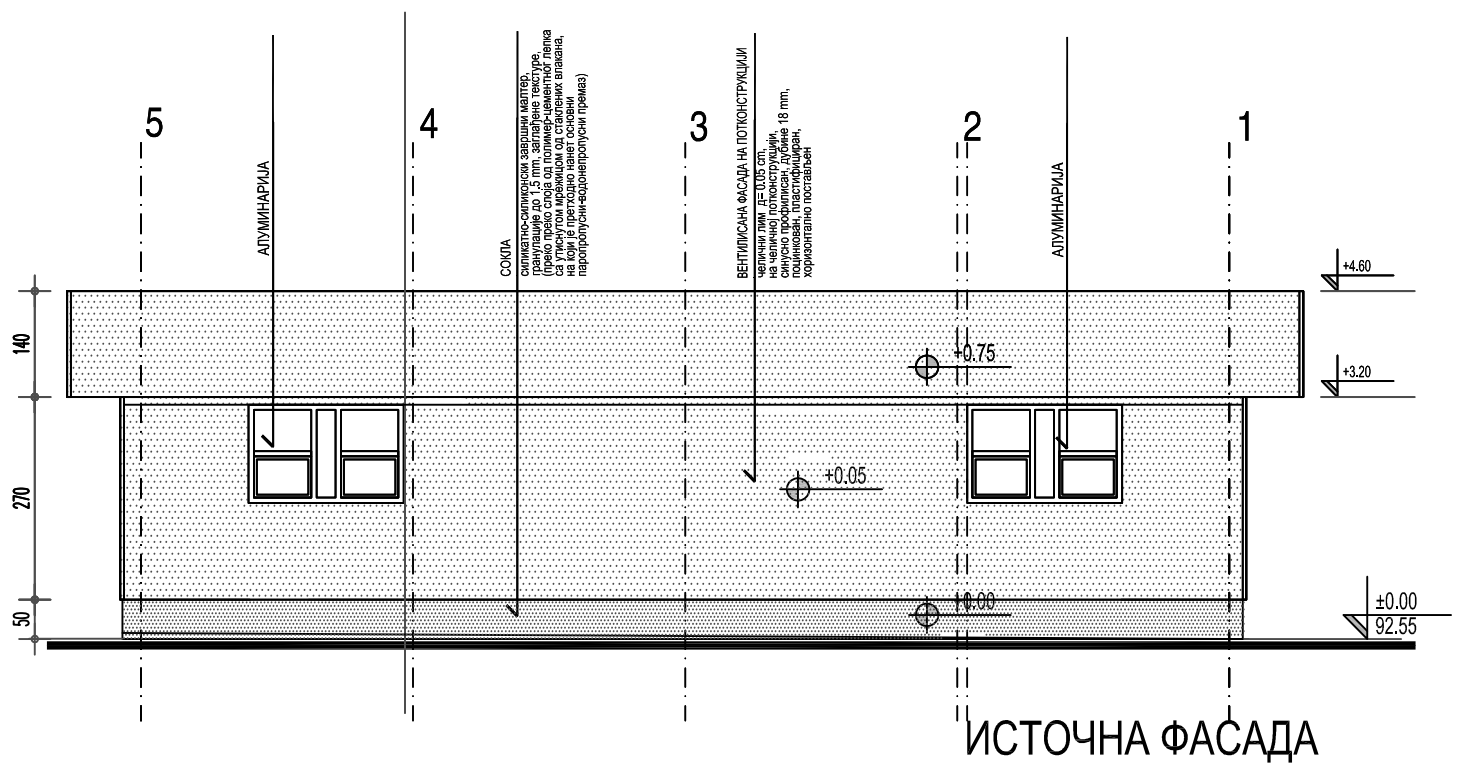 5
4
3
2
1
АЛУМИНАРИЈА
СОКЛА
силикатно-силиконски завршни малтер,
гранулације до 1,5 mm, заглађене текстуре,
(преко преко слоја од полимер-цементног лепка
са утиснутом мрежицом од стаклених влакана,
на који је претходно нанет основни
паропропусни-водонепропусни премаз)
ВЕНТИЛИСАНА ФАСАДА НА ПОТКОНСТРУКЦИЈИ
челични лим д= 0.05 cm,
на челичној потконструкцији,
синусно профилисан, дубине 18 mm,
поцинкован, пластифициран,
хоризонтално постављен
АЛУМИНАРИЈА
+4.60
140
+0.75
+3.20
270
+0.05
50
+0.00
±0.00
92.55
ИСТОЧНА ФАСАДА